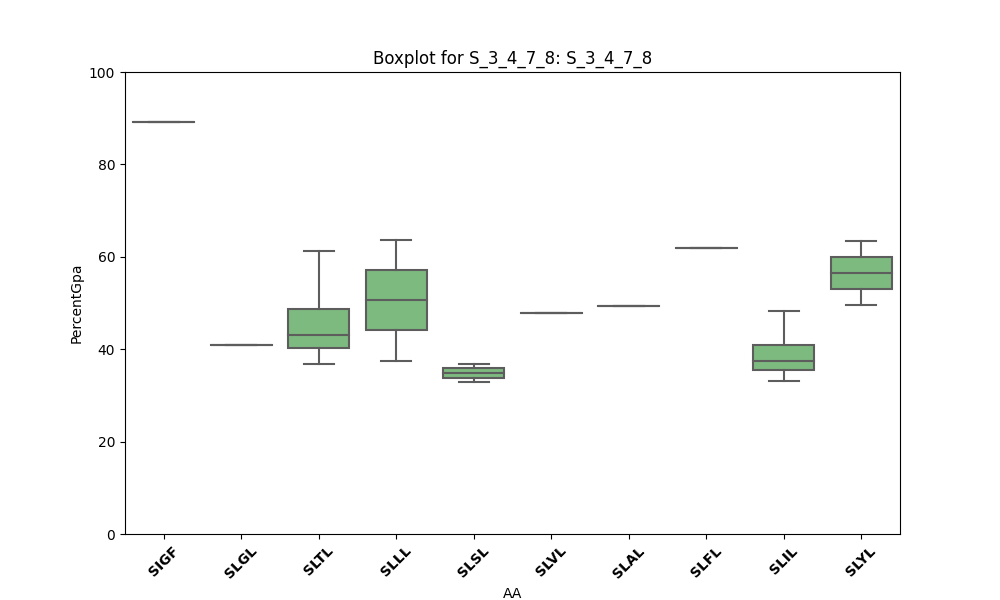 Boxplot for S_3_4_7_8: S_3_4_7_8
100
80
60
40
20
0
PercentGpa
SIGF
SLGL
SLTL
SLLL
SLSL
SLVL
SLAL
SLFL
SLIL
SLYL
AA